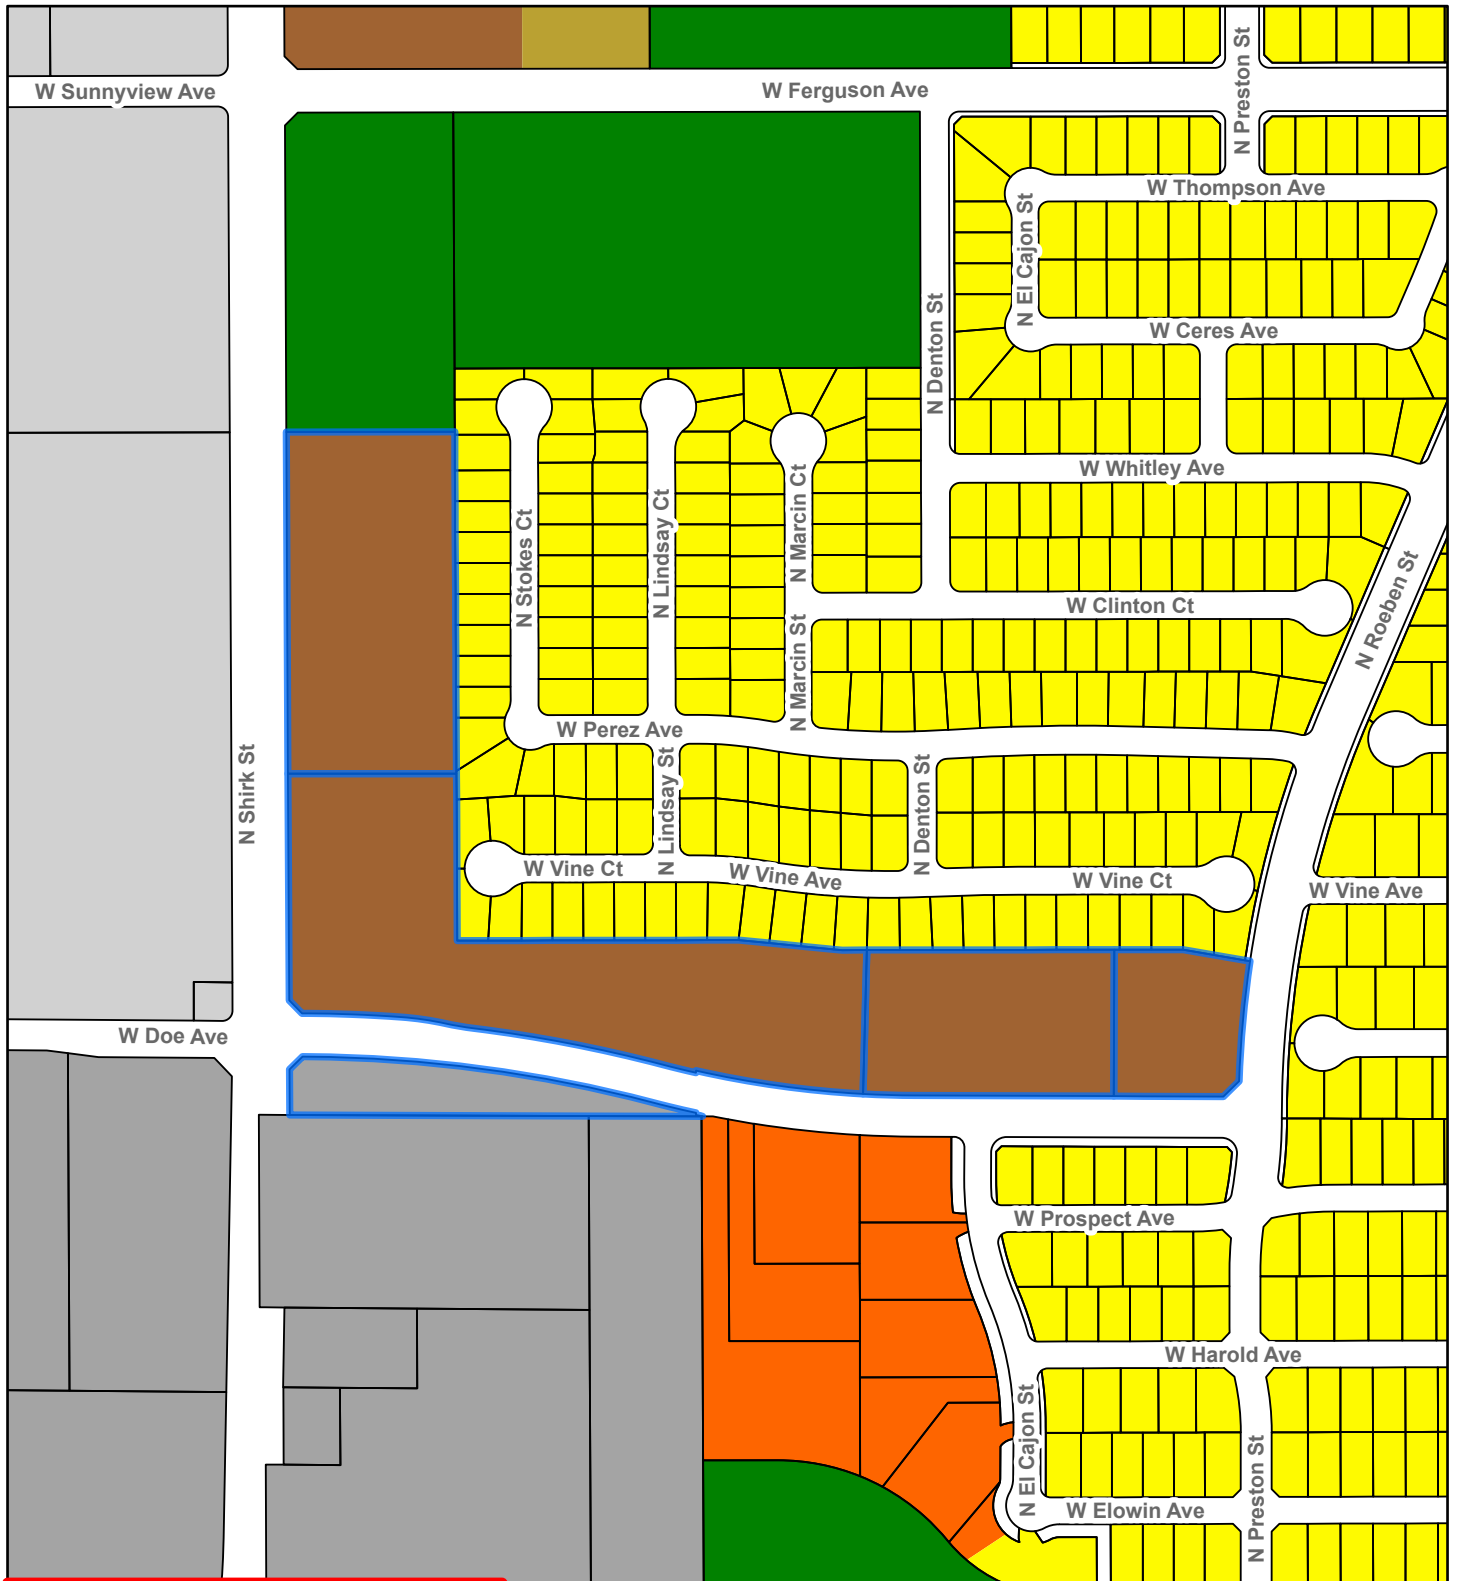 W Sunnyview Ave
W Ferguson Ave
N Preston St
W Thompson Ave
N El Cajon St
N Denton St
W Ceres Ave
W Whitley Ave
N Stokes Ct
N Lindsay Ct
N Marcin Ct
N Roeben St
W Clinton Ct
N Marcin St
W Perez Ave
N Shirk St
N Lindsay St
N Denton St
W Vine Ct
W Vine Ave
W Vine Ct
W Vine Ave
W Doe Ave
W Prospect Ave
W Harold Ave
N El Cajon St
N Preston St
W Elowin Ave